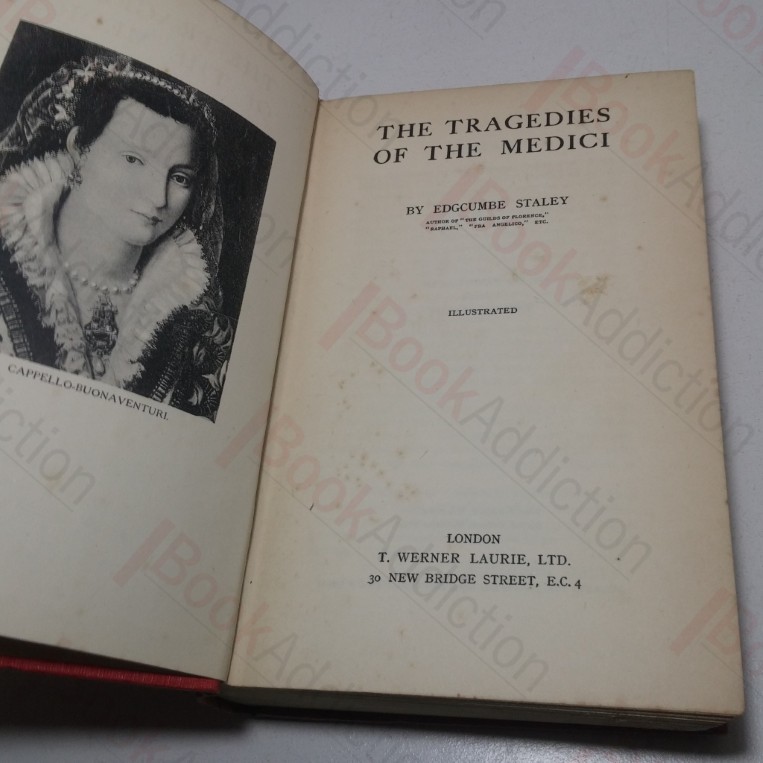 CAPPELLO-BUONAVENTURI.
THE TRAGEDIES
OF THE MEDICI
BY EDGCUMBE STALEY
AUTHOR OF "THE GUILDS OF FLORENCE,"
"RAPHAEL," "FRA ANGELICO," ETC.
ILLUSTRATED
LONDON
T. WERNER LAURIE, LTD.
30 NEW BRIDGE STREET, E.C. 4
BookAddiction